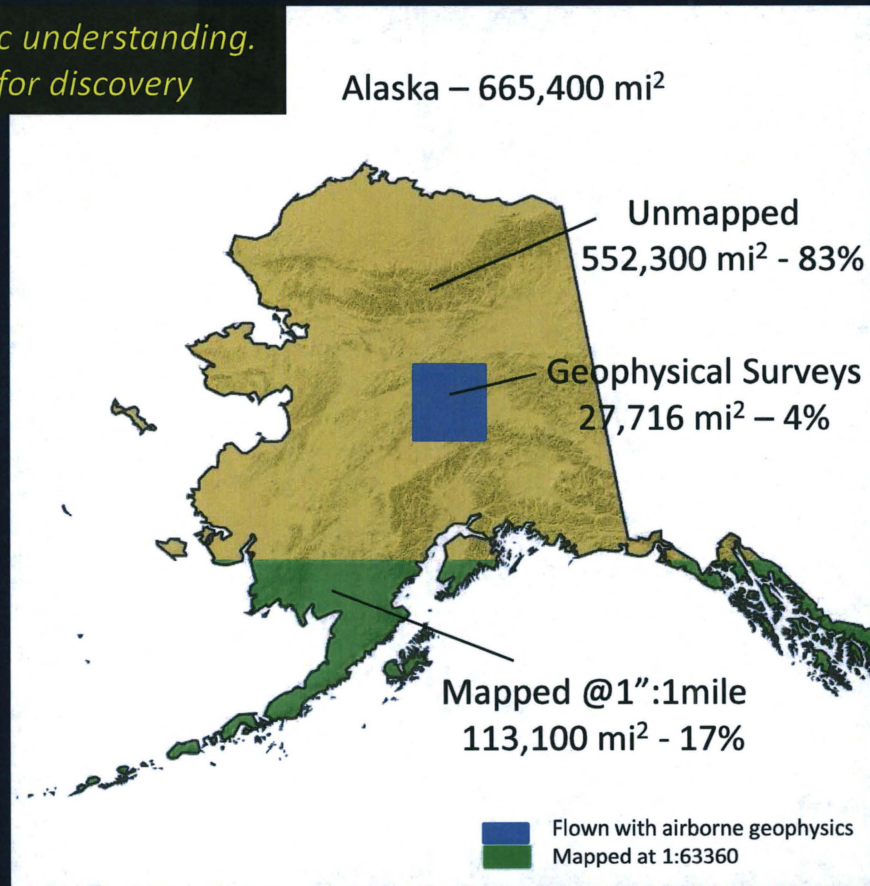 c understanding.
for discovery
Alaska – 665,400 mi²
Unmapped
552,300 mi² - 83%
Geophysical Surveys
27,716 mi² – 4%
Mapped @1”:1mile
113,100 mi² - 17%
Flown with airborne geophysics
Mapped at 1:63360